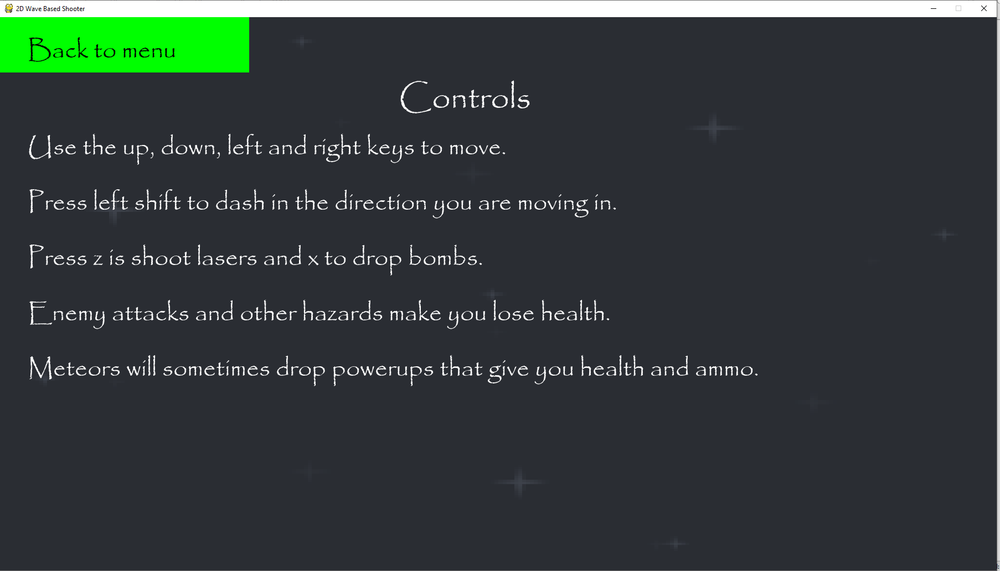 2D Wave Based Shooter
Back to menu
Controls
Use the up, down, left and right keys to move.
Press left shift to dash in the direction you are moving in.
Press z is shoot lasers and x to drop bombs.
Enemy attacks and other hazards make you lose health.
Meteors will sometimes drop powerups that give you health and ammo.